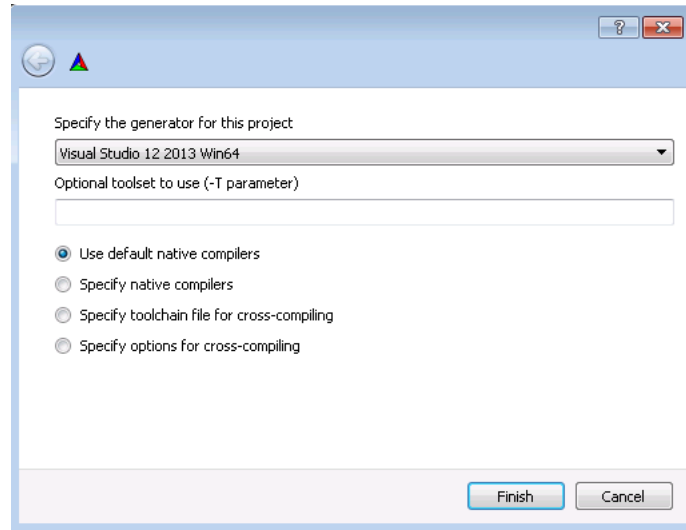 ?
Specify the generator for this project
Visual Studio 12 2013 Win64
Optional toolset to use (-T parameter)
Use default native compilers
Specify native compilers
Specify toolchain file for cross-compiling
Specify options for cross-compiling
Finish Cancel